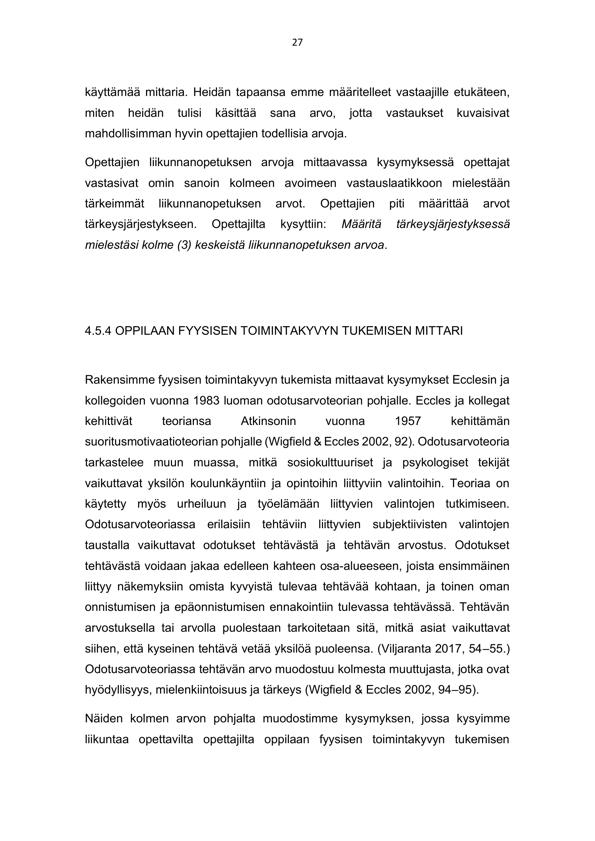 27
käyttämää mittaria. Heidän tapaansa emme määritelleet vastaajille etukäteen,
miten heidän tulisi käsittää sana arvo, jotta vastaukset kuvaisivat
mahdollisimman hyvin opettajien todellisia arvoja.
Opettajien liikunnanopetuksen arvoja mittaavassa kysymyksessä opettajat
vastasivat omin sanoin kolmeen avoimeen vastauslaatikkoon mielestään
tärkeimmät liikunnanopetuksen arvot. Opettajien piti määrittää arvot
tärkeysjärjestykseen. Opettajilta kysyttiin: Määritä tärkeysjärjestyksessä
mielestäsi kolme (3) keskeistä liikunnanopetuksen arvoa.
4.5.4 OPPILAAN FYYSISEN TOIMINTAKYVYN TUKEMISEN MITTARI
Rakensimme fyysisen toimintakyvyn tukemista mittaavat kysymykset Ecclesin ja
kollegoiden vuonna 1983 luoman odotusarvoteorian pohjalle. Eccles ja kollegat
kehittivät teoriansa Atkinsonin vuonna 1957 kehittämän
suoritusmotivaatioteorian pohjalle (Wigfield & Eccles 2002, 92). Odotusarvoteoria
tarkastelee muun muassa, mitkä sosiokulttuuriset ja psykologiset tekijät
vaikuttavat yksilön koulunkäyntiin ja opintoihin liittyviin valintoihin. Teoriaa on
käytetty myös urheiluun ja työelämään liittyvien valintojen tutkimiseen.
Odotusarvoteoriassa erilaisiin tehtäviin liittyvien subjektiivisten valintojen
taustalla vaikuttavat odotukset tehtävästä ja tehtävän arvostus. Odotukset
tehtävästä voidaan jakaa edelleen kahteen osa-alueeseen, joista ensimmäinen
liittyy näkemyksiin omista kyvyistä tulevaa tehtävää kohtaan, ja toinen oman
onnistumisen ja epäonnistumisen ennakointiin tulevassa tehtävässä. Tehtävän
arvostuksella tai arvolla puolestaan tarkoitetaan sitä, mitkä asiat vaikuttavat
siihen, että kyseinen tehtävä vetää yksilöä puoleensa. (Viljaranta 2017, 54–55.)
Odotusarvoteoriassa tehtävän arvo muodostuu kolmesta muuttujasta, jotka ovat
hyödyllisyys, mielenkiintoisuus ja tärkeys (Wigfield & Eccles 2002, 94–95).
Näiden kolmen arvon pohjalta muodostimme kysymyksen, jossa kysyimme
liikuntaa opettavilta opettajilta oppilaan fyysisen toimintakyvyn tukemisen